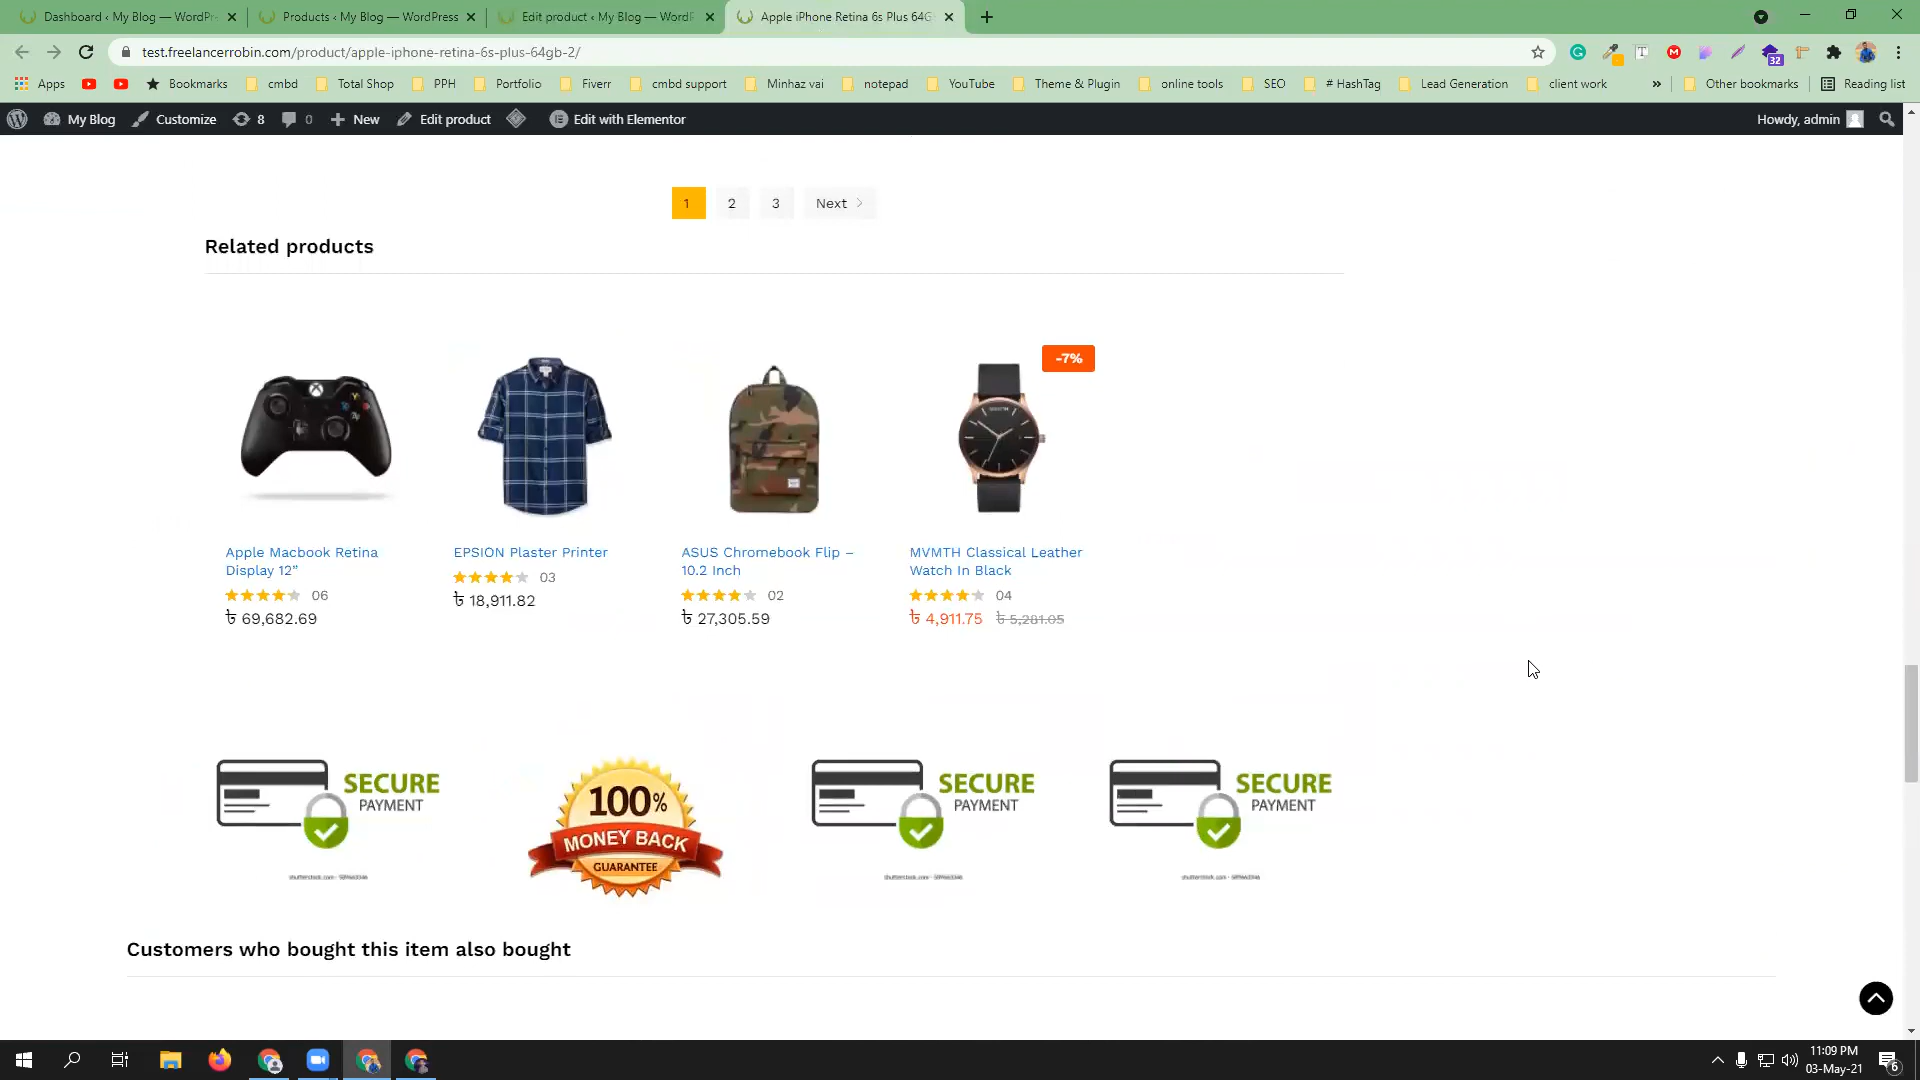 Dashboard ‹ My Blog — WordPr
Products ‹ My Blog — WordPress
Edit product ‹ My Blog — WordP
Apple iPhone Retina 6s Plus 64G
test.freelancerrobin.com/product/apple-iphone-retina-6s-plus-64gb-2/
32
Apps
Bookmarks
cmbd
Total Shop
PPH
Portfolio
Fiverr
cmbd support
Minhaz vai
notepad
YouTube
Theme & Plugin
online tools
SEO
# HashTag
Lead Generation
client work
»
Other bookmarks
Reading list
My Blog
Customize
8
0
New
Edit product
Edit with Elementor
Howdy, admin
1 2 3 Next
Related products
-7%
Apple Macbook Retina
Display 12”
06
৳ 69,682.69
EPSION Plaster Printer
03
৳ 18,911.82
ASUS Chromebook Flip –
10.2 Inch
02
৳ 27,305.59
MVMTH Classical Leather
Watch In Black
04
৳ 4,911.75 ৳ 5,281.05
SECURE
PAYMENT
100%
MONEY BACK
GUARANTEE
SECURE
PAYMENT
SECURE
PAYMENT
Customers who bought this item also bought
11:09 PM
03-May-21
6